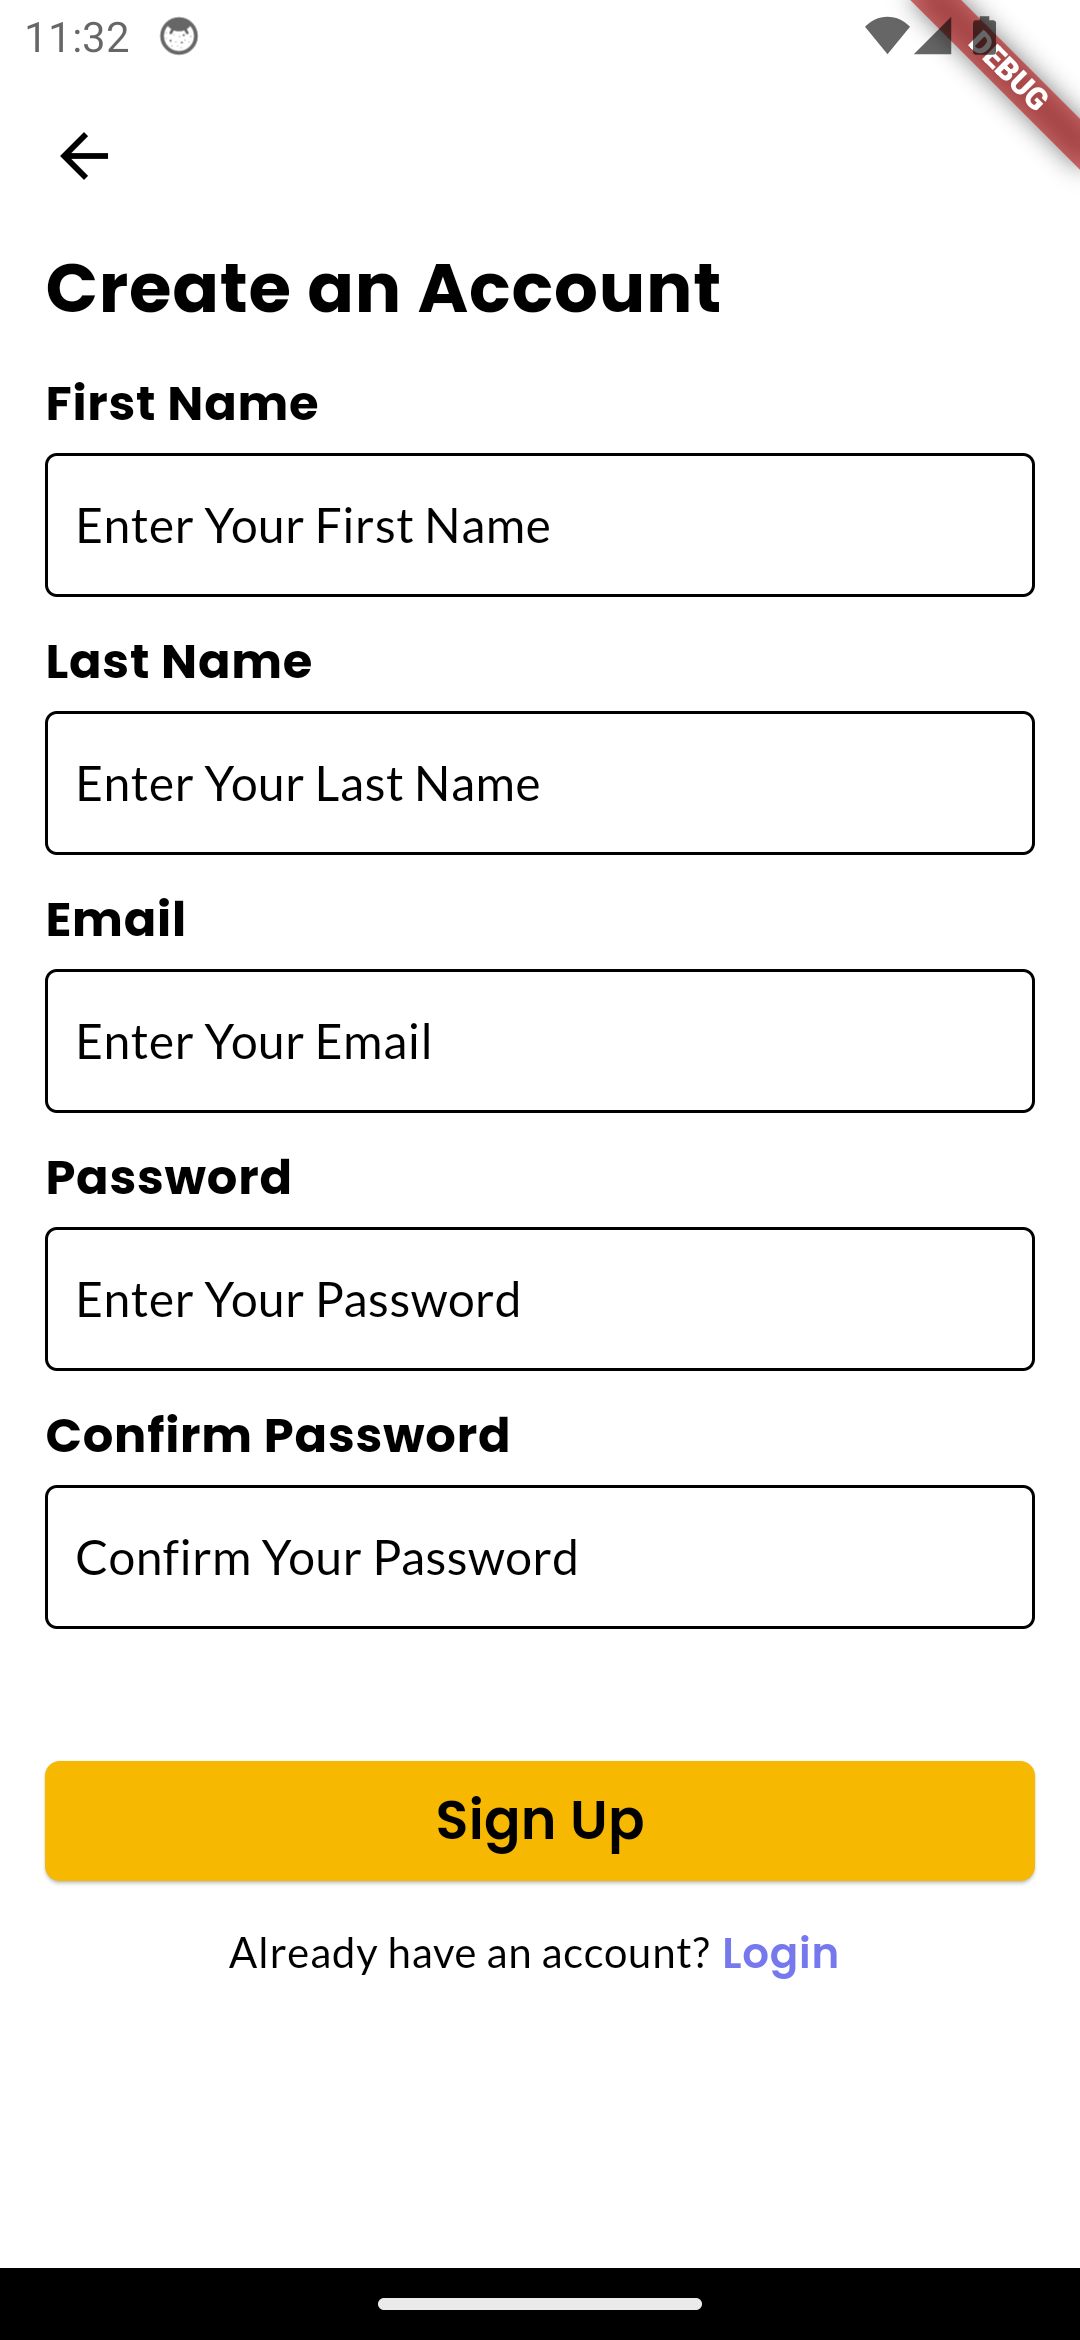 11:32
DEBUG
Create an Account
First Name
Enter Your First Name
Last Name
Enter Your Last Name
Email
Enter Your Email
Password
Enter Your Password
Confirm Password
Confirm Your Password
Sign Up
Already have an account? Login